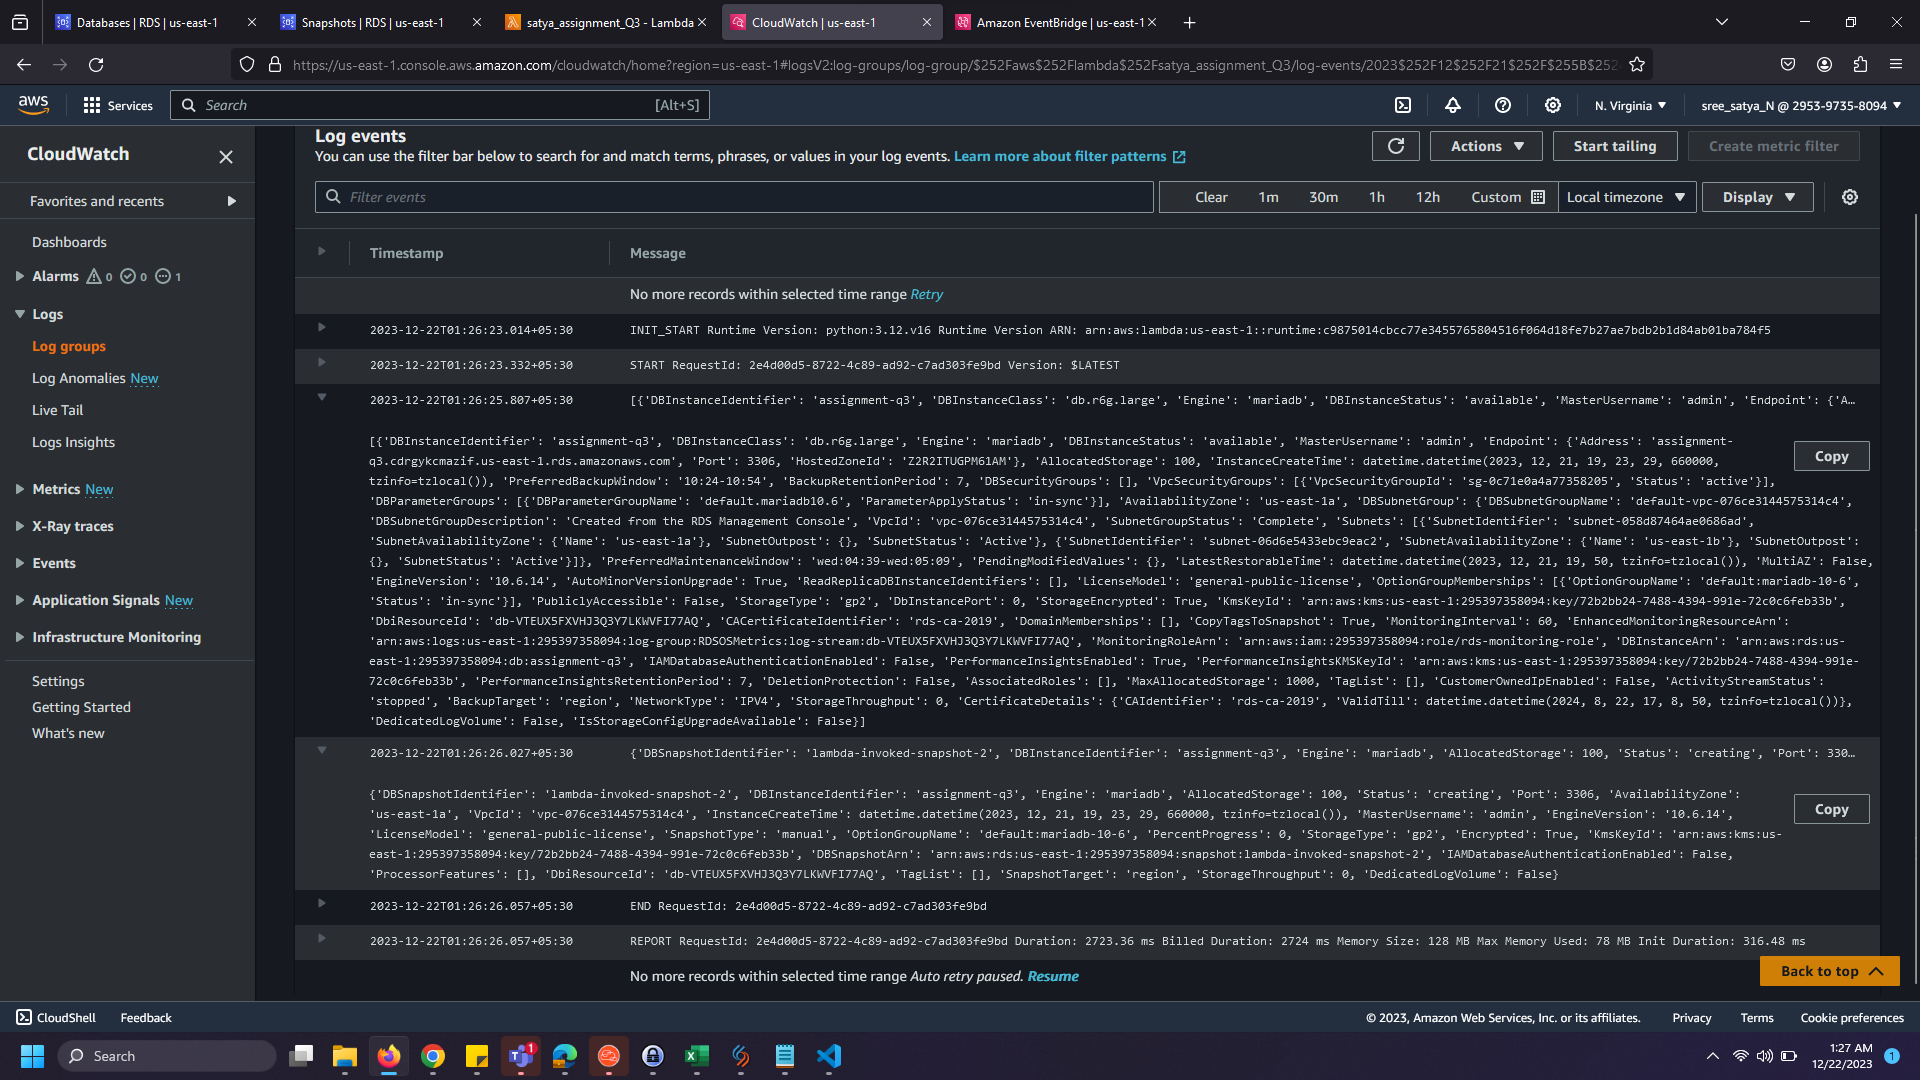 Databases | RDS | us-east-1
Snapshots | RDS | us-east-1
satya_assignment_Q3 - Lambda
CloudWatch | us-east-1
Amazon EventBridge | us-east-1
https://us-east-1.console.aws.amazon.com/cloudwatch/home?region=us-east-1#logsV2:log-groups/log-group/$252Faws$252Flambda$252Fsatya_assignment_Q3/log-events/2023$252F12$252F21$252F$255B$252
aws
Services
Search
[Alt+S]
N. Virginia
sree_satya_N @ 2953-9735-8094
CloudWatch
Favorites and recents
Dashboards
Alarms 0 0 1
Logs
Log groups
Log Anomalies New
Live Tail
Logs Insights
Metrics New
X-Ray traces
Events
Application Signals New
Infrastructure Monitoring
Settings
Getting Started
What's new
Log events
You can use the filter bar below to search for and match terms, phrases, or values in your log events. Learn more about filter patterns
Actions
Start tailing
Create metric filter
Filter events
Clear 1m 30m 1h 12h Custom
Local timezone
Display
Timestamp Message
No more records within selected time range Retry
2023-12-22T01:26:23.014+05:30 INIT_START Runtime Version: python:3.12.v16 Runtime Version ARN: arn:aws:lambda:us-east-1::runtime:c9875014cbcc77e3455765804516f064d18fe7b27ae7bdb2b1d84ab01ba784f5
2023-12-22T01:26:23.332+05:30 START RequestId: 2e4d00d5-8722-4c89-ad92-c7ad303fe9bd Version: $LATEST
2023-12-22T01:26:25.807+05:30 [{'DBInstanceIdentifier': 'assignment-q3', 'DBInstanceClass': 'db.r6g.large', 'Engine': 'mariadb', 'DBInstanceStatus': 'available', 'MasterUsername': 'admin', 'Endpoint': {'A…
[{'DBInstanceIdentifier': 'assignment-q3', 'DBInstanceClass': 'db.r6g.large', 'Engine': 'mariadb', 'DBInstanceStatus': 'available', 'MasterUsername': 'admin', 'Endpoint': {'Address': 'assignment-
q3.cdrgykcmazif.us-east-1.rds.amazonaws.com', 'Port': 3306, 'HostedZoneId': 'Z2R2ITUGPM61AM'}, 'AllocatedStorage': 100, 'InstanceCreateTime': datetime.datetime(2023, 12, 21, 19, 23, 29, 660000,
tzinfo=tzlocal()), 'PreferredBackupWindow': '10:24-10:54', 'BackupRetentionPeriod': 7, 'DBSecurityGroups': [], 'VpcSecurityGroups': [{'VpcSecurityGroupId': 'sg-0c71e0a4a77358205', 'Status': 'active'}],
'DBParameterGroups': [{'DBParameterGroupName': 'default.mariadb10.6', 'ParameterApplyStatus': 'in-sync'}], 'AvailabilityZone': 'us-east-1a', 'DBSubnetGroup': {'DBSubnetGroupName': 'default-vpc-076ce3144575314c4',
'DBSubnetGroupDescription': 'Created from the RDS Management Console', 'VpcId': 'vpc-076ce3144575314c4', 'SubnetGroupStatus': 'Complete', 'Subnets': [{'SubnetIdentifier': 'subnet-058d87464ae0686ad',
'SubnetAvailabilityZone': {'Name': 'us-east-1a'}, 'SubnetOutpost': {}, 'SubnetStatus': 'Active'}, {'SubnetIdentifier': 'subnet-06d6e5433ebc9eac2', 'SubnetAvailabilityZone': {'Name': 'us-east-1b'}, 'SubnetOutpost':
{}, 'SubnetStatus': 'Active'}]}, 'PreferredMaintenanceWindow': 'wed:04:39-wed:05:09', 'PendingModifiedValues': {}, 'LatestRestorableTime': datetime.datetime(2023, 12, 21, 19, 50, tzinfo=tzlocal()), 'MultiAZ': False,
'EngineVersion': '10.6.14', 'AutoMinorVersionUpgrade': True, 'ReadReplicaDBInstanceIdentifiers': [], 'LicenseModel': 'general-public-license', 'OptionGroupMemberships': [{'OptionGroupName': 'default:mariadb-10-6',
'Status': 'in-sync'}], 'PubliclyAccessible': False, 'StorageType': 'gp2', 'DbInstancePort': 0, 'StorageEncrypted': True, 'KmsKeyId': 'arn:aws:kms:us-east-1:295397358094:key/72b2bb24-7488-4394-991e-72c0c6feb33b',
'DbiResourceId': 'db-VTEUX5FXVHJ3Q3Y7LKWVFI77AQ', 'CACertificateIdentifier': 'rds-ca-2019', 'DomainMemberships': [], 'CopyTagsToSnapshot': True, 'MonitoringInterval': 60, 'EnhancedMonitoringResourceArn':
'arn:aws:logs:us-east-1:295397358094:log-group:RDSOSMetrics:log-stream:db-VTEUX5FXVHJ3Q3Y7LKWVFI77AQ', 'MonitoringRoleArn': 'arn:aws:iam::295397358094:role/rds-monitoring-role', 'DBInstanceArn': 'arn:aws:rds:us-
east-1:295397358094:db:assignment-q3', 'IAMDatabaseAuthenticationEnabled': False, 'PerformanceInsightsEnabled': True, 'PerformanceInsightsKMSKeyId': 'arn:aws:kms:us-east-1:295397358094:key/72b2bb24-7488-4394-991e-
72c0c6feb33b', 'PerformanceInsightsRetentionPeriod': 7, 'DeletionProtection': False, 'AssociatedRoles': [], 'MaxAllocatedStorage': 1000, 'TagList': [], 'CustomerOwnedIpEnabled': False, 'ActivityStreamStatus':
'stopped', 'BackupTarget': 'region', 'NetworkType': 'IPV4', 'StorageThroughput': 0, 'CertificateDetails': {'CAIdentifier': 'rds-ca-2019', 'ValidTill': datetime.datetime(2024, 8, 22, 17, 8, 50, tzinfo=tzlocal())},
'DedicatedLogVolume': False, 'IsStorageConfigUpgradeAvailable': False}]
Copy
2023-12-22T01:26:26.027+05:30 {'DBSnapshotIdentifier': 'lambda-invoked-snapshot-2', 'DBInstanceIdentifier': 'assignment-q3', 'Engine': 'mariadb', 'AllocatedStorage': 100, 'Status': 'creating', 'Port': 330…
{'DBSnapshotIdentifier': 'lambda-invoked-snapshot-2', 'DBInstanceIdentifier': 'assignment-q3', 'Engine': 'mariadb', 'AllocatedStorage': 100, 'Status': 'creating', 'Port': 3306, 'AvailabilityZone':
'us-east-1a', 'VpcId': 'vpc-076ce3144575314c4', 'InstanceCreateTime': datetime.datetime(2023, 12, 21, 19, 23, 29, 660000, tzinfo=tzlocal()), 'MasterUsername': 'admin', 'EngineVersion': '10.6.14',
'LicenseModel': 'general-public-license', 'SnapshotType': 'manual', 'OptionGroupName': 'default:mariadb-10-6', 'PercentProgress': 0, 'StorageType': 'gp2', 'Encrypted': True, 'KmsKeyId': 'arn:aws:kms:us-
east-1:295397358094:key/72b2bb24-7488-4394-991e-72c0c6feb33b', 'DBSnapshotArn': 'arn:aws:rds:us-east-1:295397358094:snapshot:lambda-invoked-snapshot-2', 'IAMDatabaseAuthenticationEnabled': False,
'ProcessorFeatures': [], 'DbiResourceId': 'db-VTEUX5FXVHJ3Q3Y7LKWVFI77AQ', 'TagList': [], 'SnapshotTarget': 'region', 'StorageThroughput': 0, 'DedicatedLogVolume': False}
Copy
2023-12-22T01:26:26.057+05:30 END RequestId: 2e4d00d5-8722-4c89-ad92-c7ad303fe9bd
2023-12-22T01:26:26.057+05:30 REPORT RequestId: 2e4d00d5-8722-4c89-ad92-c7ad303fe9bd Duration: 2723.36 ms Billed Duration: 2724 ms Memory Size: 128 MB Max Memory Used: 78 MB Init Duration: 316.48 ms
No more records within selected time range Auto retry paused. Resume
Back to top
CloudShell
Feedback
© 2023, Amazon Web Services, Inc. or its affiliates.
Privacy
Terms
Cookie preferences
Search
1
1:27 AM
12/22/2023
1